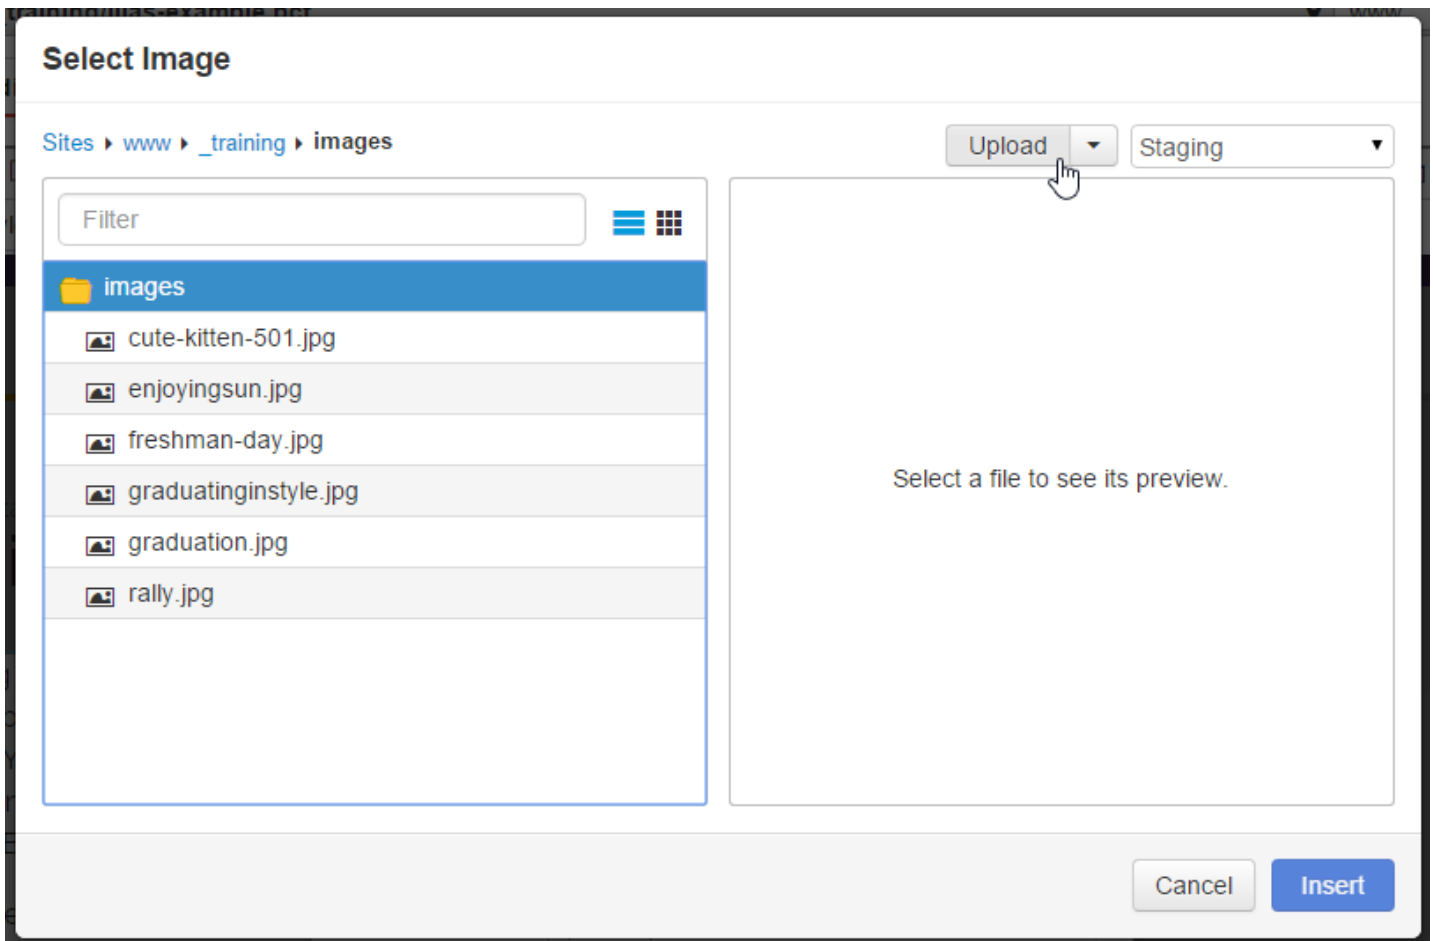 Select Image
Sites www _training images
Upload
Staging
Filter
images
cute-kitten-501.jpg
enjoyingsun.jpg
freshman-day.jpg
graduatinginstyle.jpg
graduation.jpg
rally.jpg
Select a file to see its preview.
Cancel
Insert